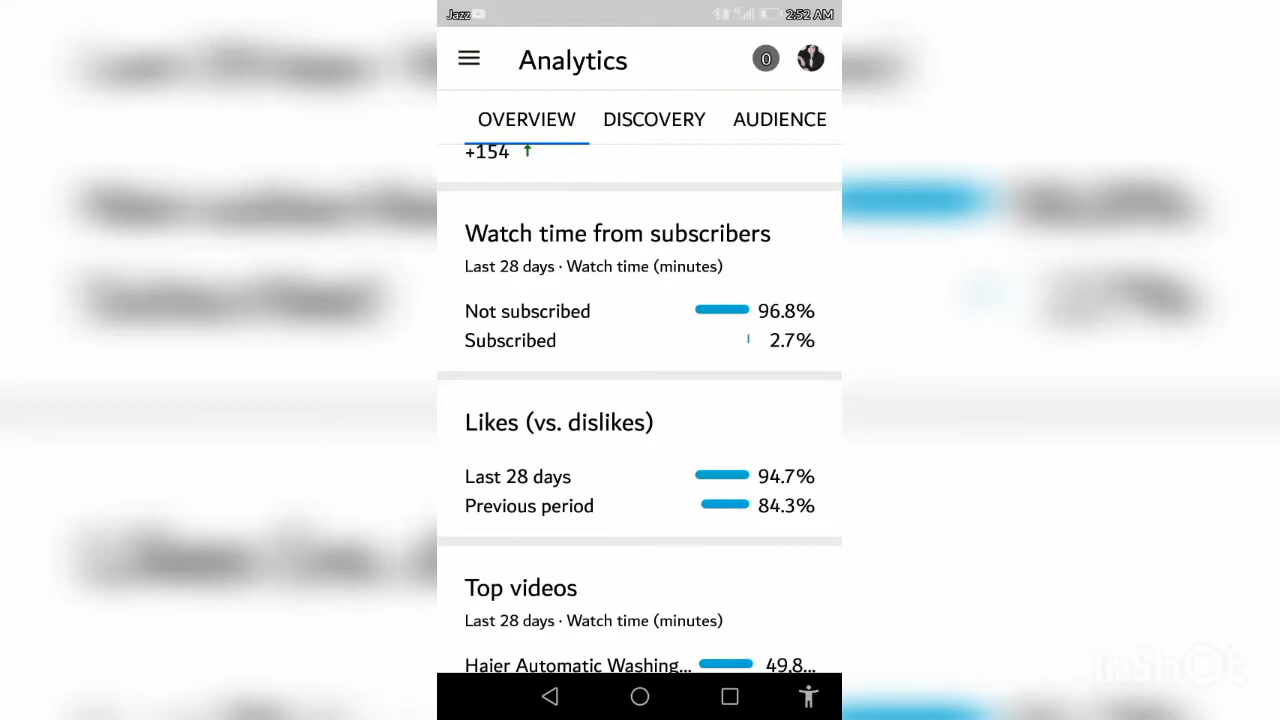 Jazz
2:52 AM
Analytics
0
OVERVIEW DISCOVERY AUDIENCE
+154
Watch time from subscribers
Last 28 days · Watch time (minutes)
Not subscribed 96.8%
Subscribed 2.7%
Likes (vs. dislikes)
Last 28 days 94.7%
Previous period 84.3%
Top videos
Last 28 days · Watch time (minutes)
Haier Automatic Washing... 49,8...
InShOt